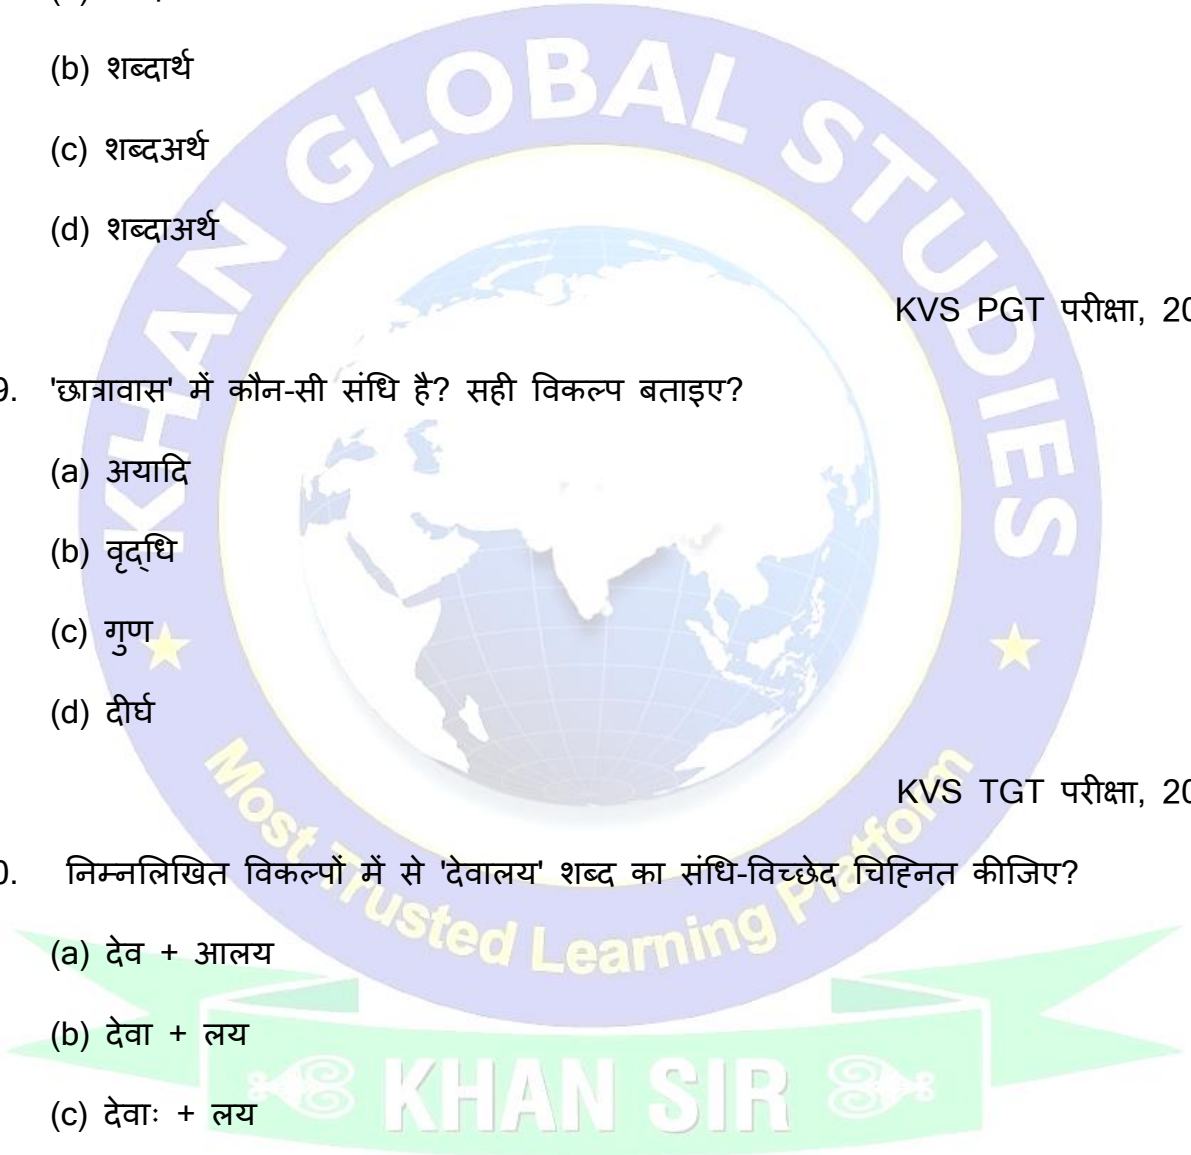 (b) शब्दार्थ
(c) शब्दअर्थ
(d) शब्दाअर्थ
KVS PGT परीक्षा, 20
9. 'छात्रावास' में कौन-सी संधि है? सही विकल्प बताइए?
(a) अयादि
(b) वृद्धि
(c) गुण
(d) दीर्घ
KVS TGT परीक्षा, 20
0. निम्नलिखित विकल्पों में से 'देवालय' शब्द का संधि-विच्छेद चिह्नित कीजिए?
(a) देव + आलय
(b) देवा + लय
(c) देवाः + लय
KHAN GLOBAL STUDIES
Most Trusted Learning Platform
KHAN SIR